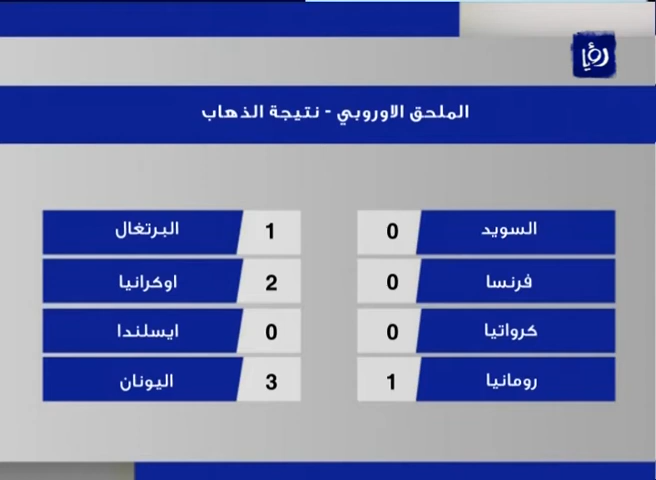 رؤيا
الملحق الاوروبي - نتيجة الذهاب
السويد 0 1 البرتغال
فرنسا 0 2 اوكرانيا
كرواتيا 0 0 ايسلندا
رومانيا 1 3 اليونان